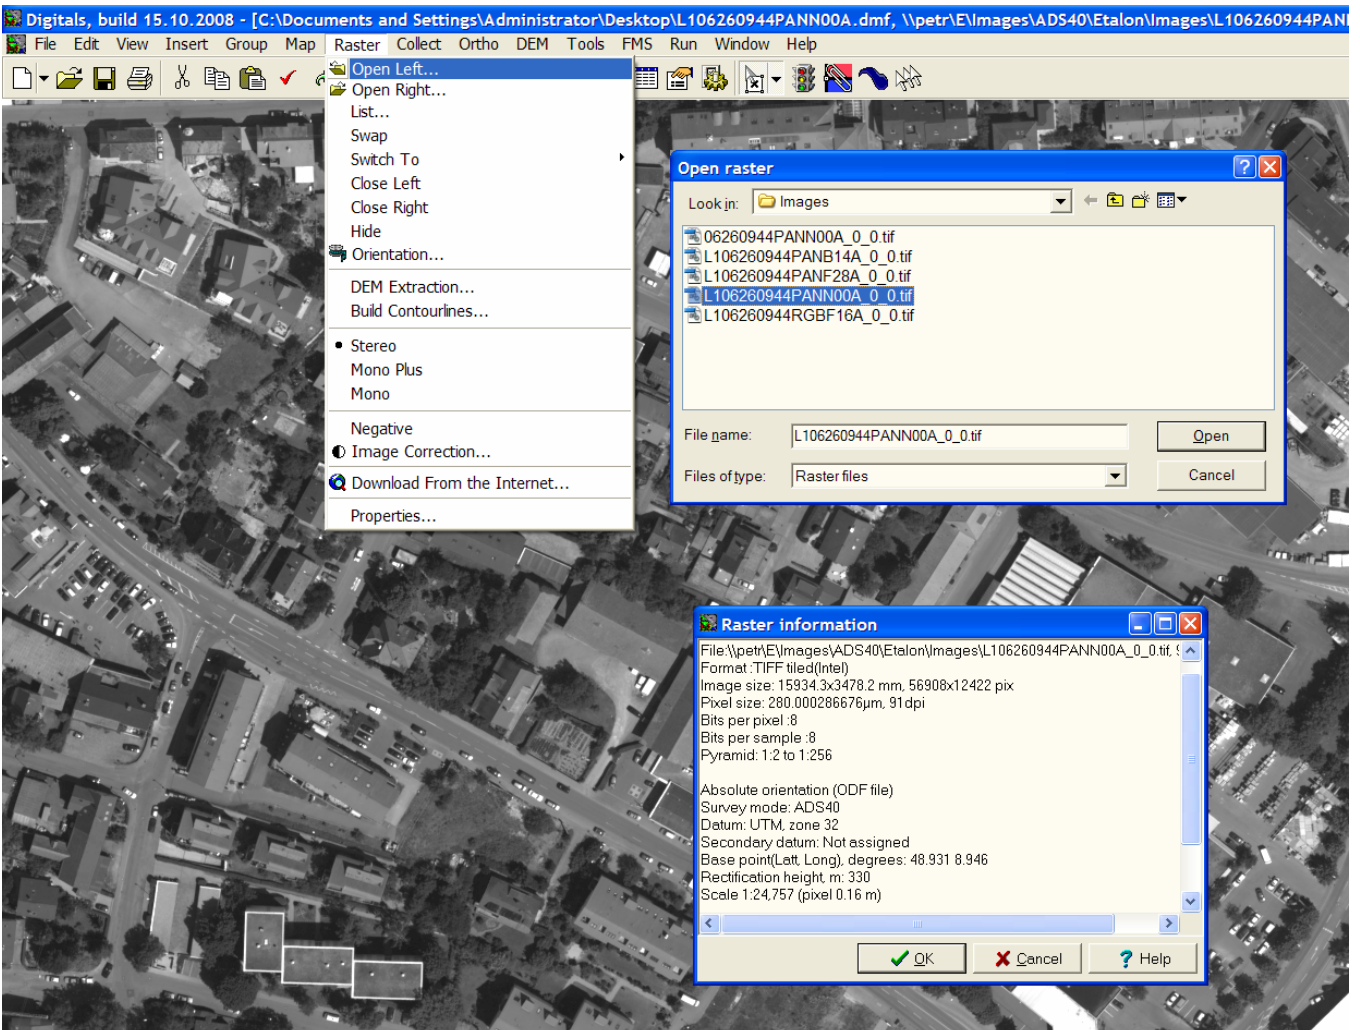 Digitals, build 15.10.2008 - [C:\Documents and Settings\Administrator\Desktop\L106260944PANN00A.dmf, \\petr\E\Images\ADS40\Etalon\Images\L106260944PANI
File Edit View Insert Group Map Raster Collect Ortho DEM Tools FMS Run Window Help
Open Left...
Open Right...
List...
Swap
Switch To
Close Left
Close Right
Hide
Orientation...
DEM Extraction...
Build Contourlines...
Stereo
Mono Plus
Mono
Negative
Image Correction...
Download From the Internet...
Properties...
Open raster
Look in: Images
06260944PANN00A_0_0.tif
L106260944PANB14A_0_0.tif
L106260944PANF28A_0_0.tif
L106260944PANN00A_0_0.tif
L106260944RGBF16A_0_0.tif
File name: L106260944PANN00A_0_0.tif Open
Files of type: Raster files Cancel
Raster information
File:\\petr\E\Images\ADS40\Etalon\Images\L106260944PANN00A_0_0.tif,
Format :TIFF tiled(Intel)
Image size: 15934.3x3478.2 mm, 56908x12422 pix
Pixel size: 280.000286676µm, 91dpi
Bits per pixel :8
Bits per sample :8
Pyramid: 1:2 to 1:256
Absolute orientation (ODF file)
Survey mode: ADS40
Datum: UTM, zone 32
Secondary datum: Not assigned
Base point(Latt, Long), degrees: 48.931 8.946
Rectification height, m: 330
Scale 1:24,757 (pixel 0.16 m)
OK Cancel Help